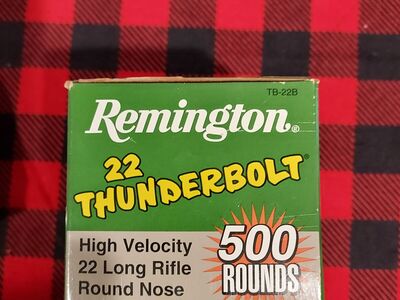 TB-22B
Remington®
22
THUNDERBOLT®
High Velocity
22 Long Rifle
Round Nose
500
ROUNDS